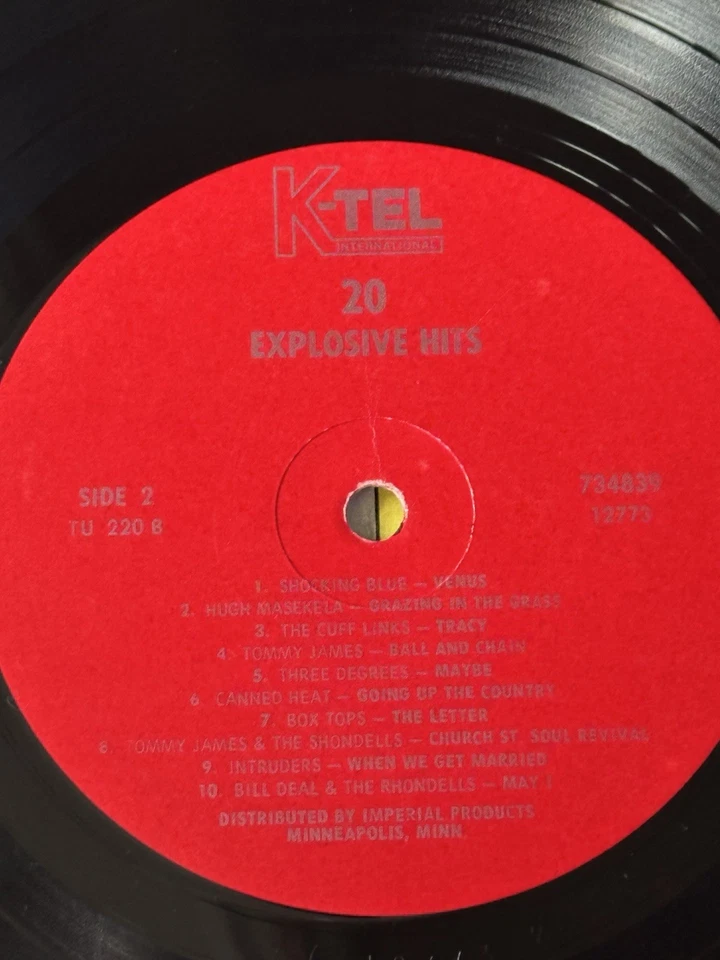 K-TEL
INTERNATIONAL
20
EXPLOSIVE HITS
SIDE 2
TU 220 B
734839
12773
1. SHOCKING BLUE – VENUS
2. HUGH MASEKELA – GRAZING IN THE GRASS
3. THE CUFF LINKS – TRACY
4. TOMMY JAMES – BALL AND CHAIN
5. THREE DEGREES – MAYBE
6 CANNED HEAT – GOING UP THE COUNTRY
7. BOX TOPS – THE LETTER
8. TOMMY JAMES & THE SHONDELLS – CHURCH ST. SOUL REVIVAL
9. INTRUDERS – WHEN WE GET MARRIED
10. BILL DEAL & THE RHONDELLS – MAY I
DISTRIBUTED BY IMPERIAL PRODUCTS
MINNEAPOLIS, MINN.